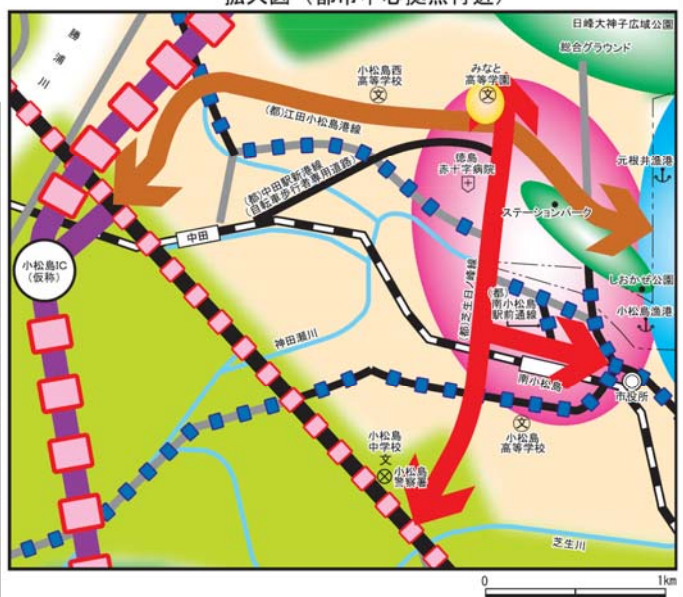 拡大図（都市中心拠点付近）
日峰大神子広域公園
総合グラウンド
勝浦川
小松島西
高等学校
みなと
高等学園
(都)江田小松島港線
徳島
赤十字病院
元根井漁港
(都)中田駅新港線
(自転車歩行者専用道路)
ステーションパーク
中田
小松島IC
(仮称)
しおかぜ公園
(都)芝生日ノ峰線
(都)
南小松島
駅前通線
小松島漁港
神田瀬川
南小松島
市役所
小松島
高等学校
小松島
中学校
小松島
警察署
芝生川
0
1km